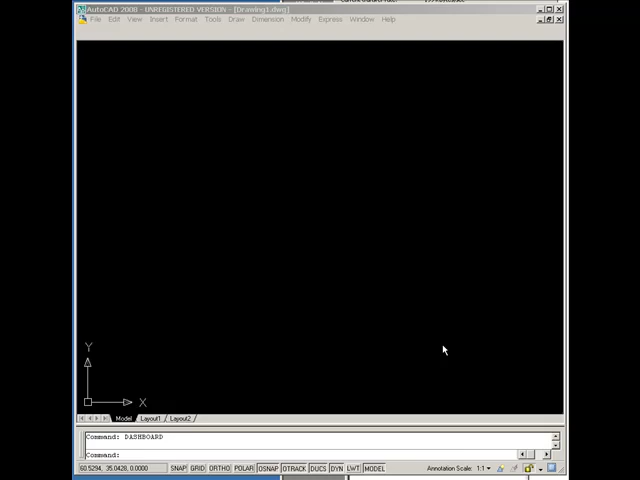 AutoCAD 2008 - UNREGISTERED VERSION - [Drawing1.dwg]
File Edit View Insert Format Tools Draw Dimension Modify Express Window Help
Y
X
Model Layout1 Layout2
Command: DASHBOARD
Command:
60.5294, 35.0428, 0.0000 SNAP GRID ORTHO POLAR OSNAP OTRACK DUCS DYN LWT MODEL Annotation Scale: 1:1